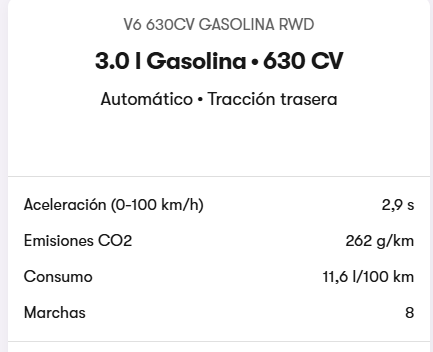 V6 630CV GASOLINA RWD
3.0 l Gasolina • 630 CV
Automático • Tracción trasera
Aceleración (0-100 km/h) 2,9 s
Emisiones CO2 262 g/km
Consumo 11,6 l/100 km
Marchas 8